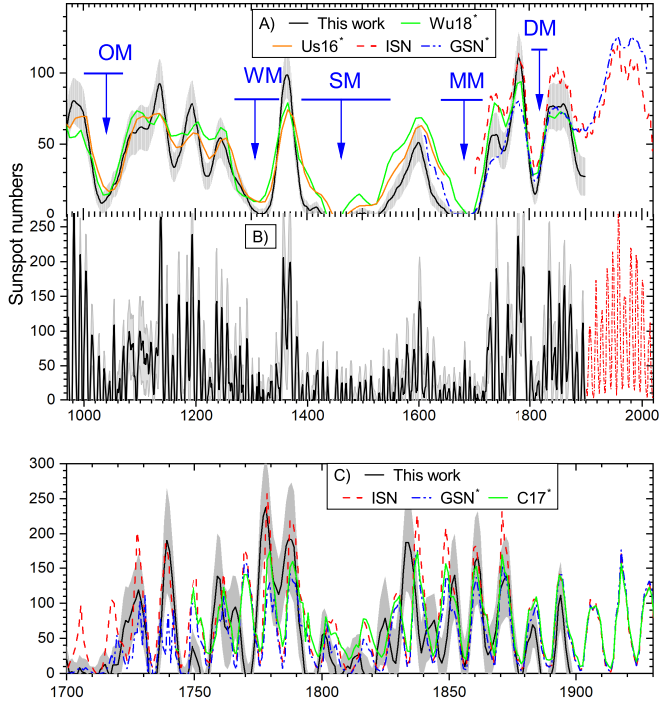 A) This work Wu18*
Us16* ISN GSN*
OM WM SM MM DM
100
50
0
Sunspot numbers
B)
250
200
150
100
50
0
1000 1200 1400 1600 1800 2000
C) This work
ISN GSN* C17*
300
250
200
150
100
50
0
1700 1750 1800 1850 1900